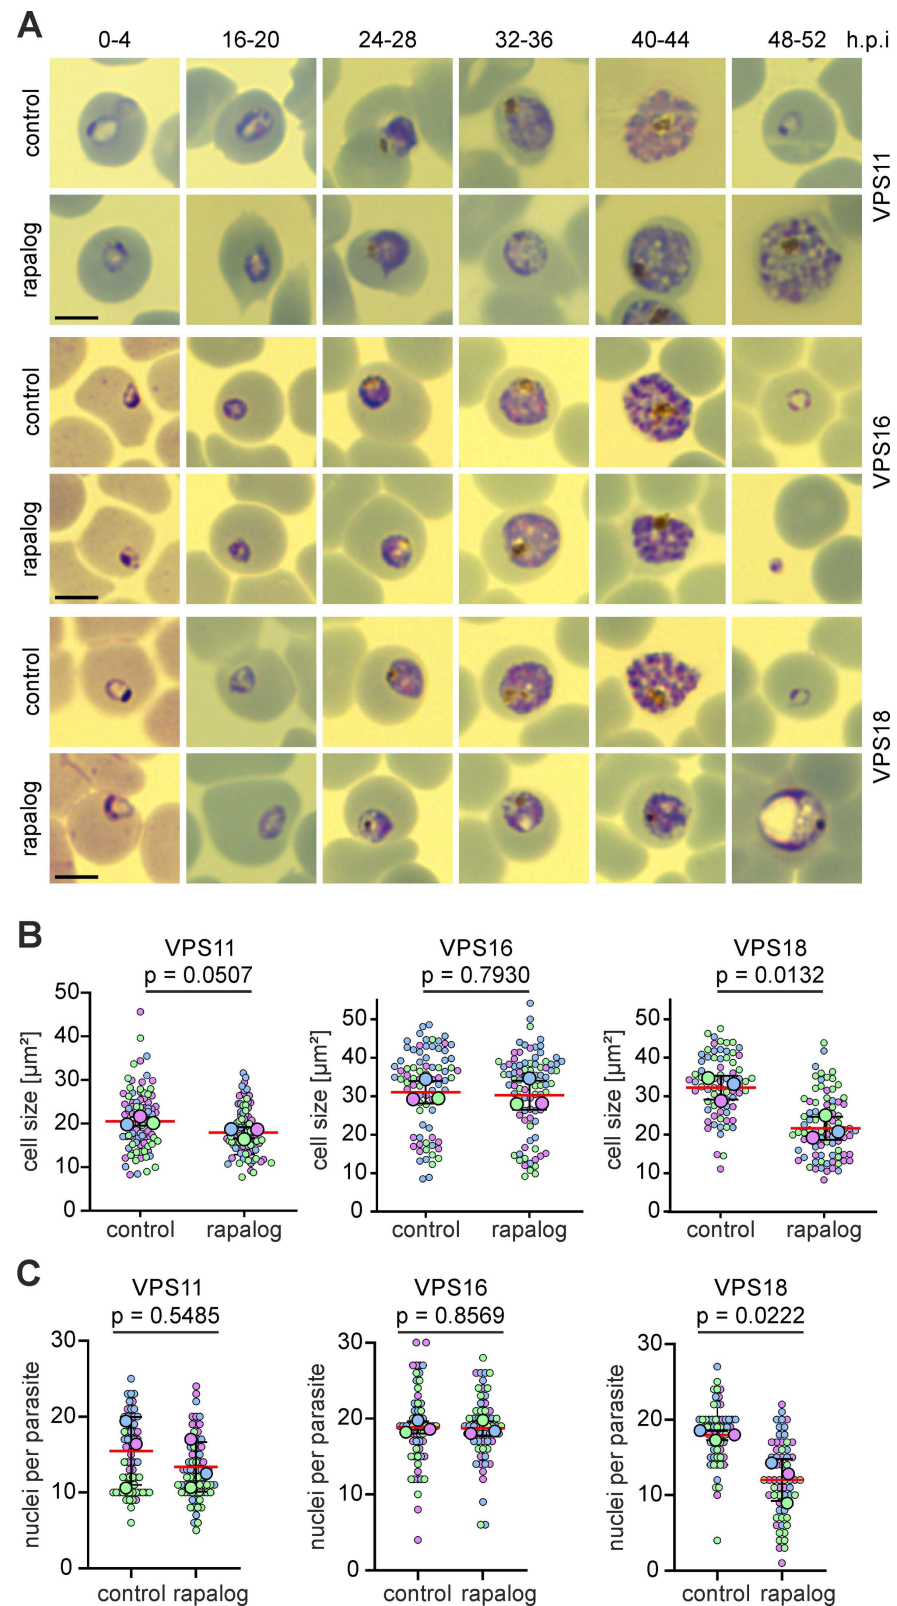 A
0-4 16-20 24-28 32-36 40-44 48-52 h.p.i
control
rapalog
VPS11
control
rapalog
VPS16
control
rapalog
VPS18
B
VPS11
p = 0.0507
cell size [µm²]
50
40
30
20
10
0
control rapalog
VPS16
p = 0.7930
cell size [µm²]
50
40
30
20
10
0
control rapalog
VPS18
p = 0.0132
cell size [µm²]
50
40
30
20
10
0
control rapalog
C
VPS11
p = 0.5485
nuclei per parasite
30
20
10
0
control rapalog
VPS16
p = 0.8569
nuclei per parasite
30
20
10
0
control rapalog
VPS18
p = 0.0222
nuclei per parasite
30
20
10
0
control rapalog